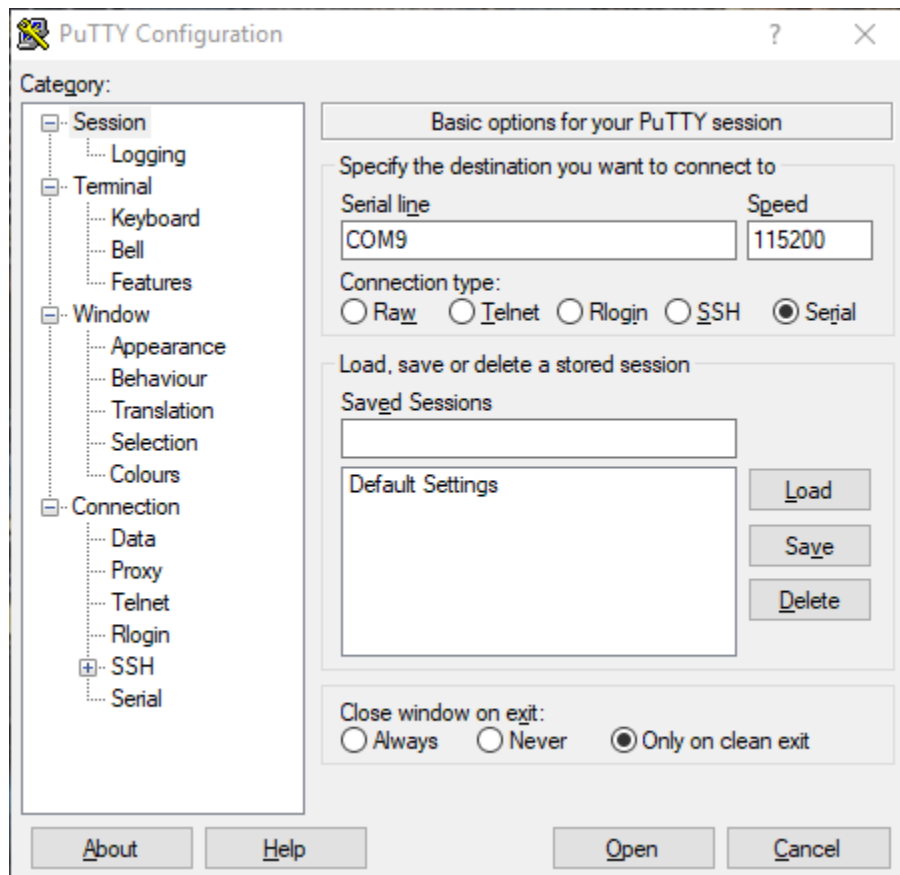 PuTTY Configuration
?
Category:
Session
Logging
Terminal
Keyboard
Bell
Features
Window
Appearance
Behaviour
Translation
Selection
Colours
Connection
Data
Proxy
Telnet
Rlogin
SSH
Serial
Basic options for your PuTTY session
Specify the destination you want to connect to
Serial line Speed
COM9 115200
Connection type:
Raw Telnet Rlogin SSH Serial
Load, save or delete a stored session
Saved Sessions
Default Settings
Load
Save
Delete
Close window on exit:
Always Never Only on clean exit
About Help Open Cancel